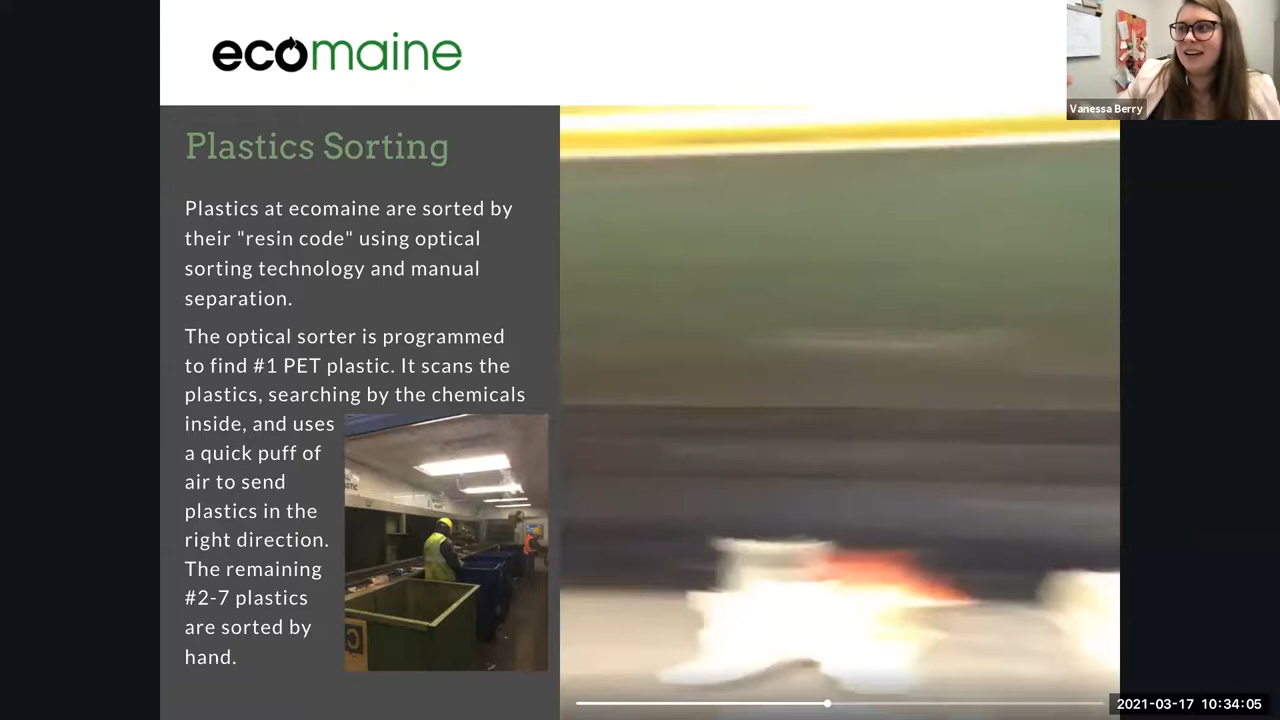 ecomaine
Vanessa Berry
Plastics Sorting
Plastics at ecomaine are sorted by
their "resin code" using optical
sorting technology and manual
separation.
The optical sorter is programmed
to find #1 PET plastic. It scans the
plastics, searching by the chemicals
inside, and uses
a quick puff of
air to send
plastics in the
right direction.
The remaining
#2-7 plastics
are sorted by
hand.
2021-03-17 10:34:05